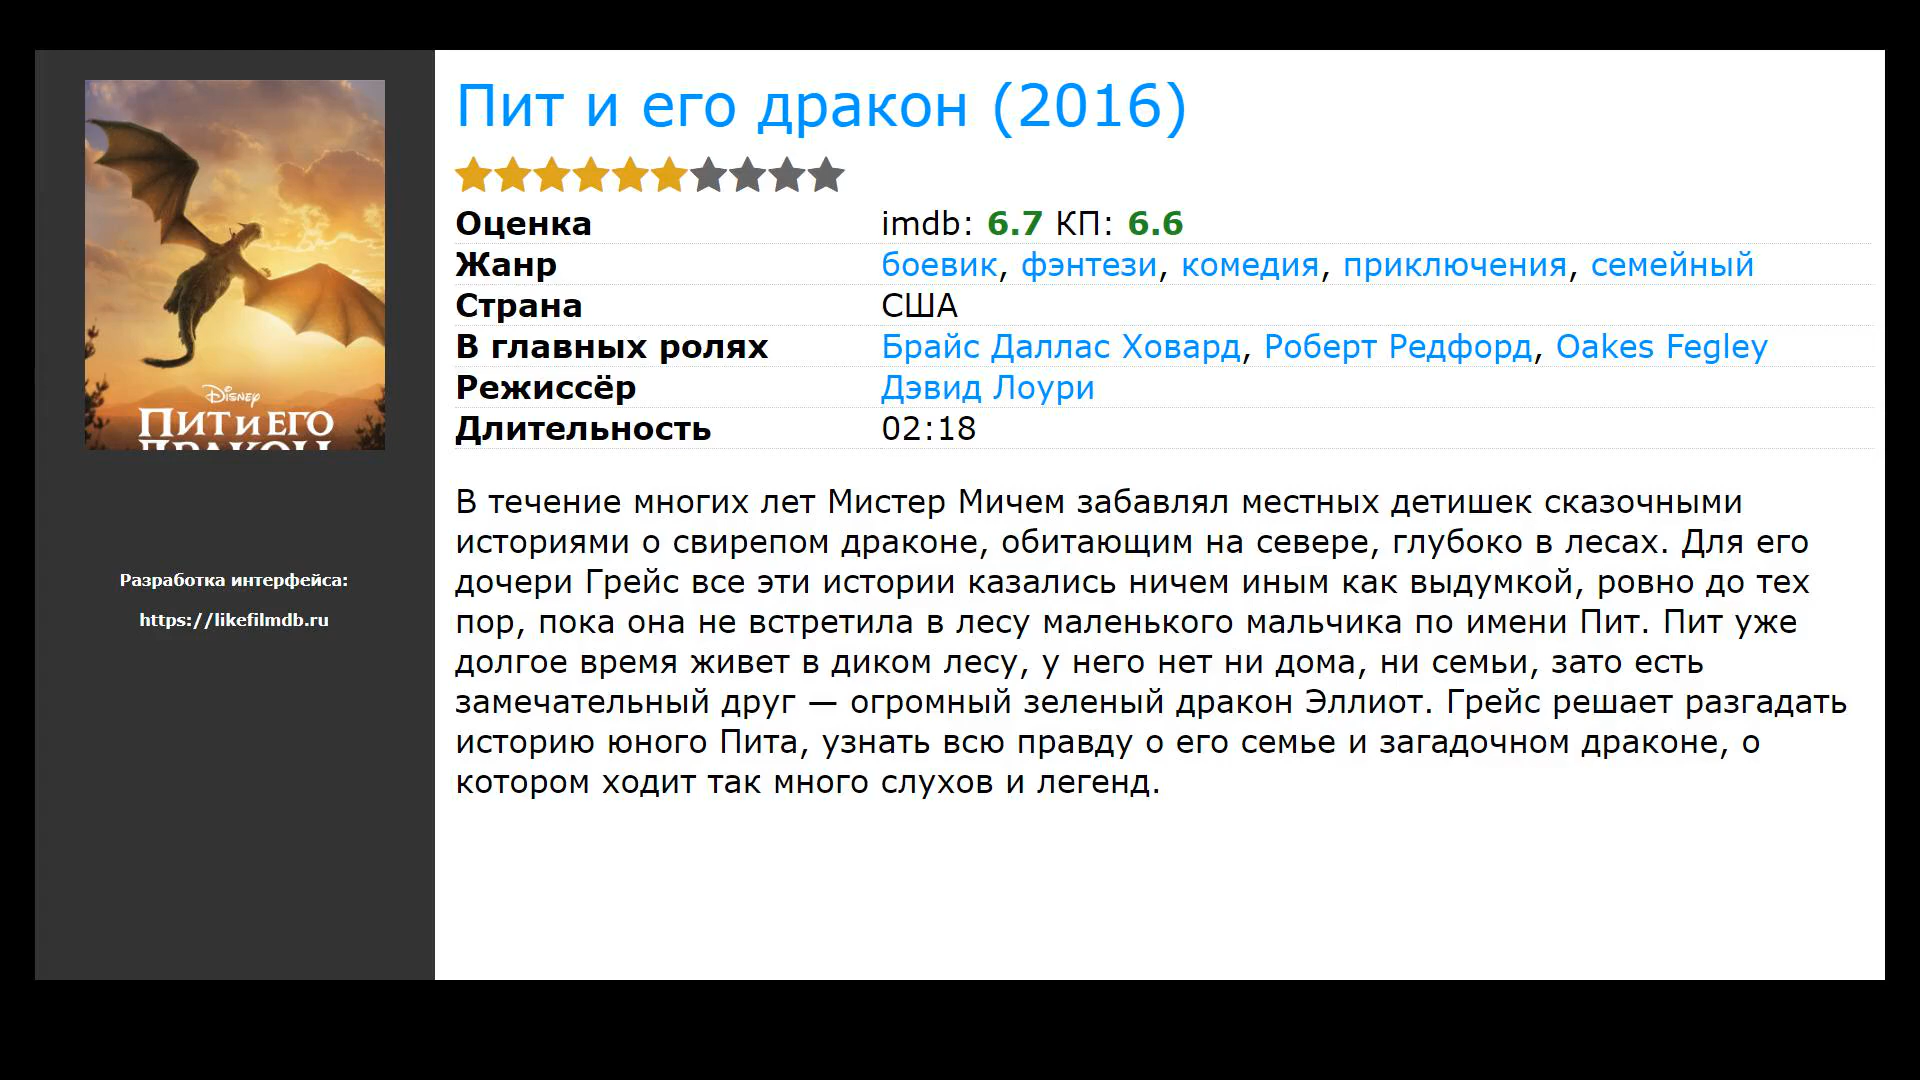 Disney
Пит и его
дракон
Разработка интерфейса:
https://likefilmdb.ru
Пит и его дракон (2016)
Оценка imdb: 6.7 КП: 6.6
Жанр боевик, фэнтези, комедия, приключения, семейный
Страна США
В главных ролях Брайс Даллас Ховард, Роберт Редфорд, Oakes Fegley
Режиссёр Дэвид Лоури
Длительность 02:18
В течение многих лет Мистер Мичем забавлял местных детишек сказочными
историями о свирепом драконе, обитающим на севере, глубоко в лесах. Для его
дочери Грейс все эти истории казались ничем иным как выдумкой, ровно до тех
пор, пока она не встретила в лесу маленького мальчика по имени Пит. Пит уже
долгое время живет в диком лесу, у него нет ни дома, ни семьи, зато есть
замечательный друг — огромный зеленый дракон Эллиот. Грейс решает разгадать
историю юного Пита, узнать всю правду о его семье и загадочном драконе, о
котором ходит так много слухов и легенд.